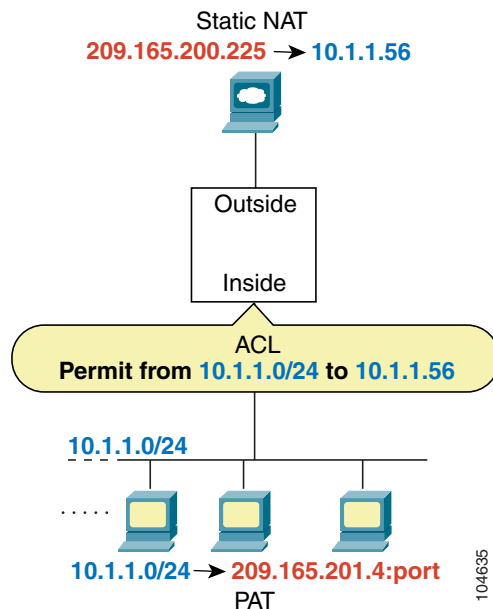 Static NAT
209.165.200.225 → 10.1.1.56
Outside
Inside
ACL
Permit from 10.1.1.0/24 to 10.1.1.56
10.1.1.0/24
10.1.1.0/24 → 209.165.201.4:port
PAT
104635